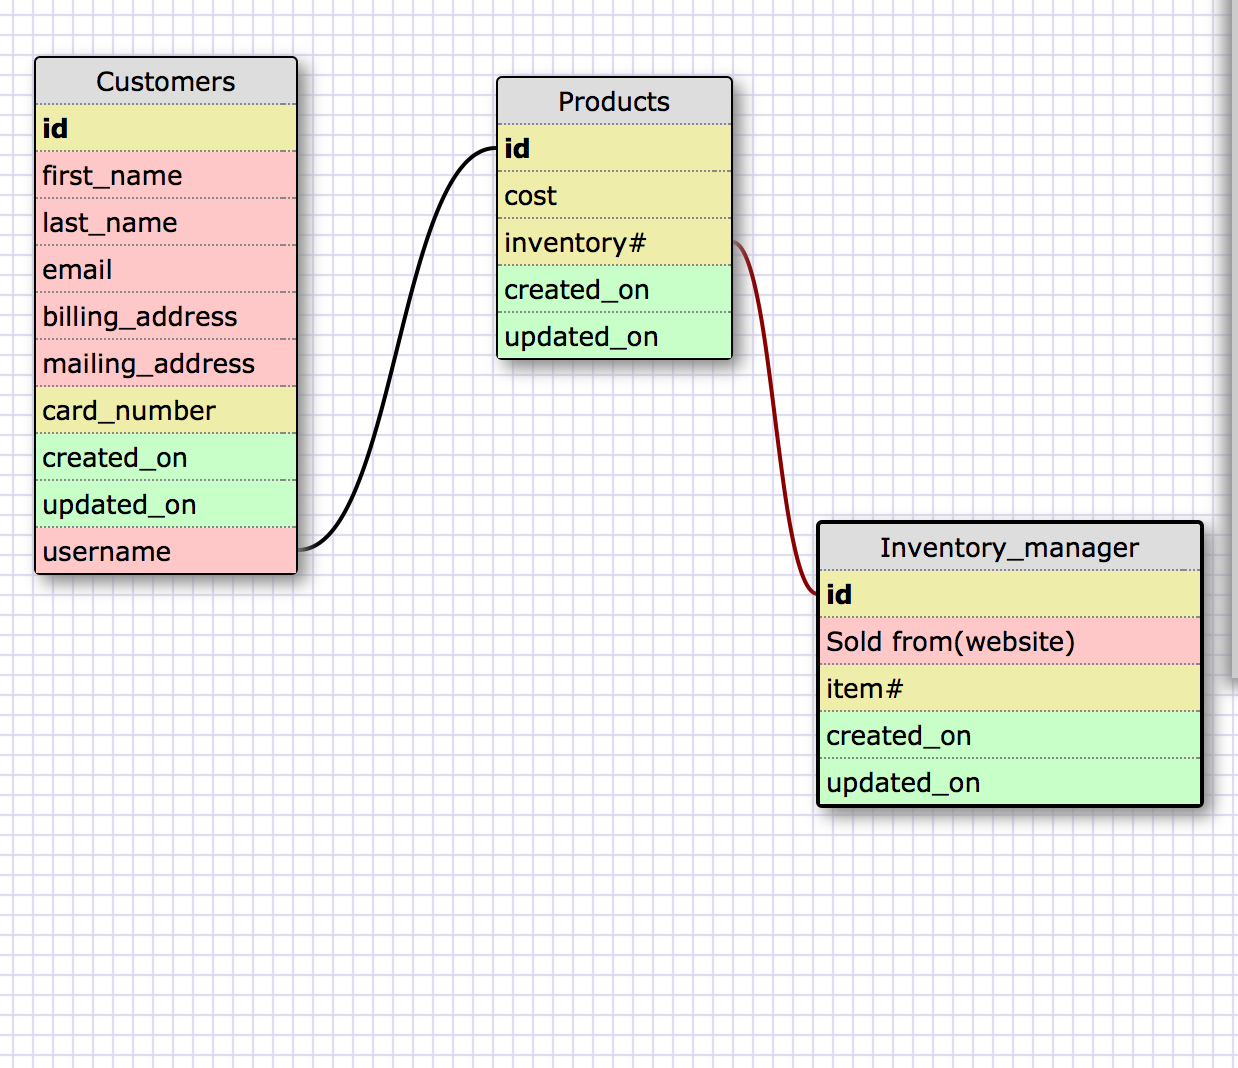 Customers
id
first_name
last_name
email
billing_address
mailing_address
card_number
created_on
updated_on
username
Products
id
cost
inventory#
created_on
updated_on
Inventory_manager
id
Sold from(website)
item#
created_on
updated_on